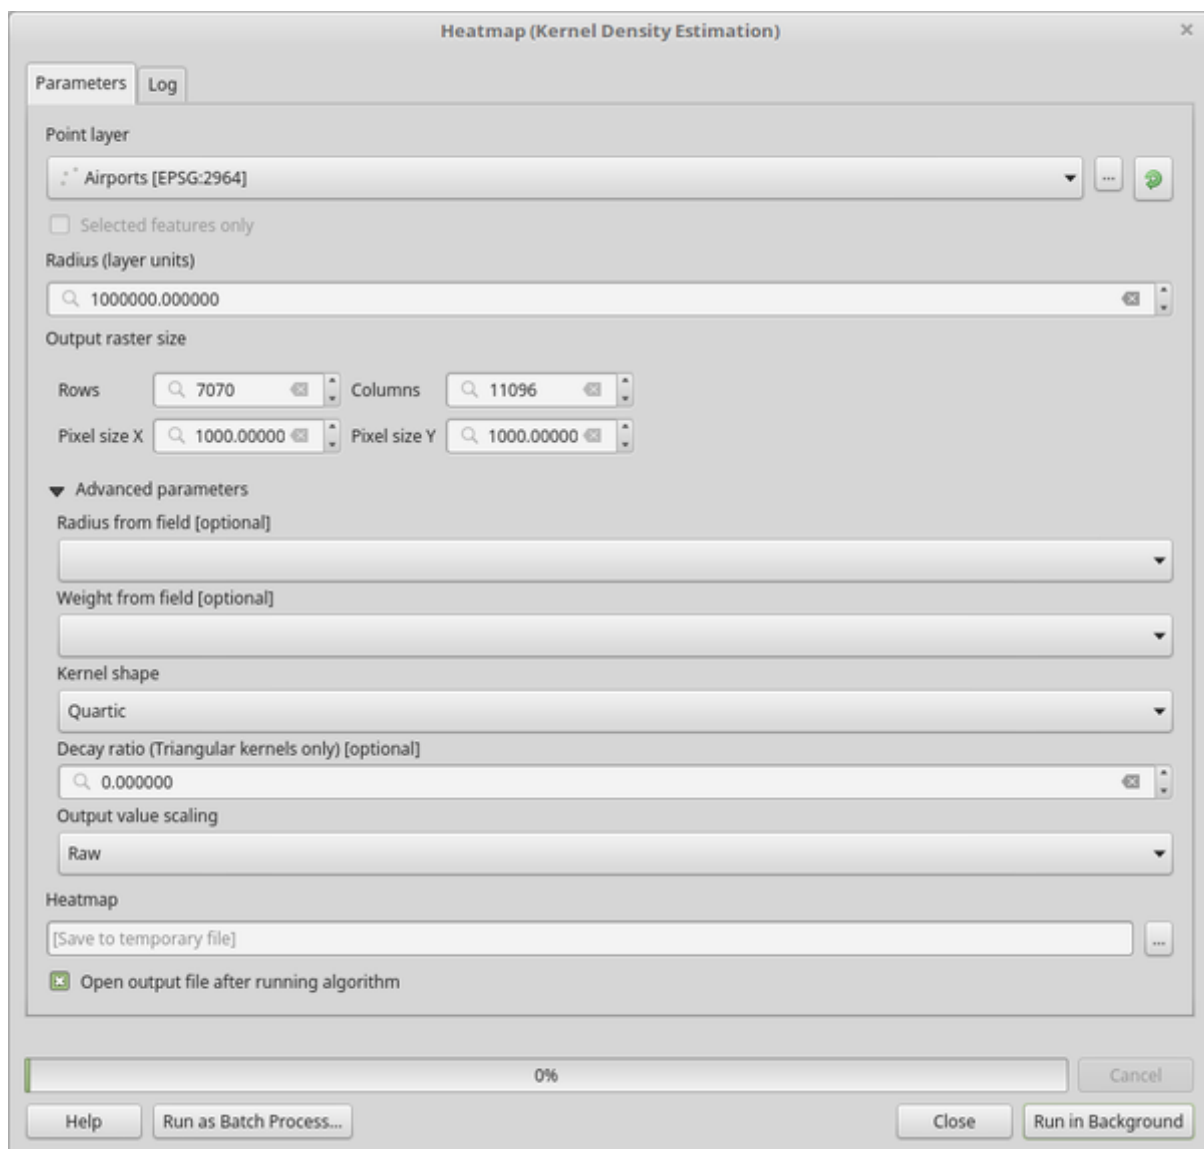 Heatmap (Kernel Density Estimation)
Parameters Log
Point layer
Airports [EPSG:2964]
...
Selected features only
Radius (layer units)
1000000.000000
Output raster size
Rows 7070 Columns 11096
Pixel size X 1000.00000 Pixel size Y 1000.00000
Advanced parameters
Radius from field [optional]
Weight from field [optional]
Kernel shape
Quartic
Decay ratio (Triangular kernels only) [optional]
0.000000
Output value scaling
Raw
Heatmap
[Save to temporary file] ...
Open output file after running algorithm
0% Cancel
Help Run as Batch Process... Close Run in Background